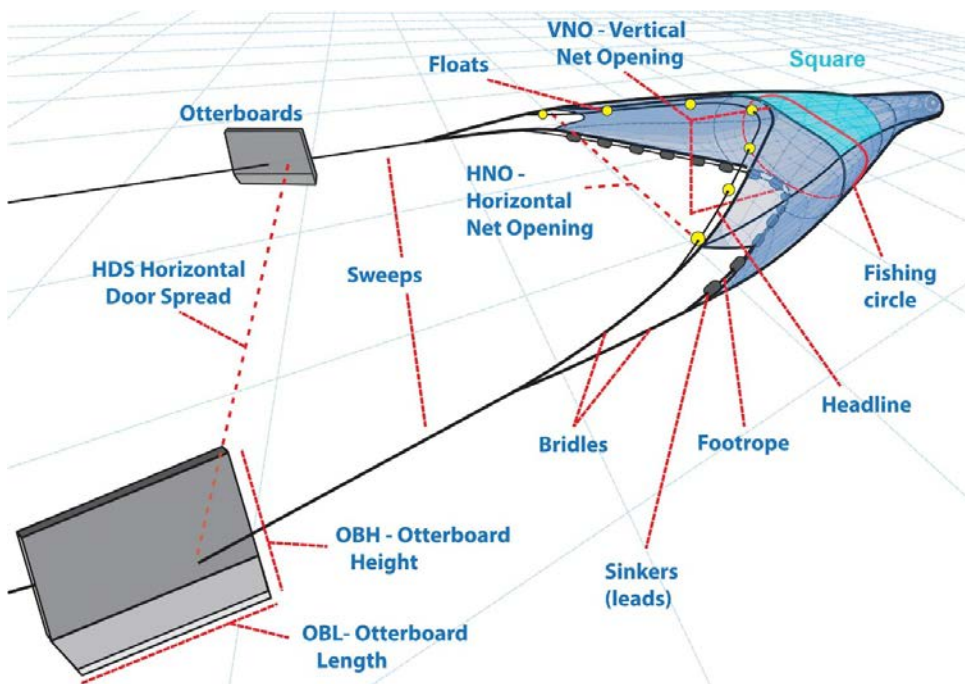 VNO - Vertical
Net Opening
Square
Floats
Otterboards
HNO -
Horizontal
Net Opening
HDS Horizontal
Door Spread
Sweeps
Fishing
circle
Headline
Bridles
Footrope
OBH - Otterboard
Height
Sinkers
(leads)
OBL- Otterboard
Length